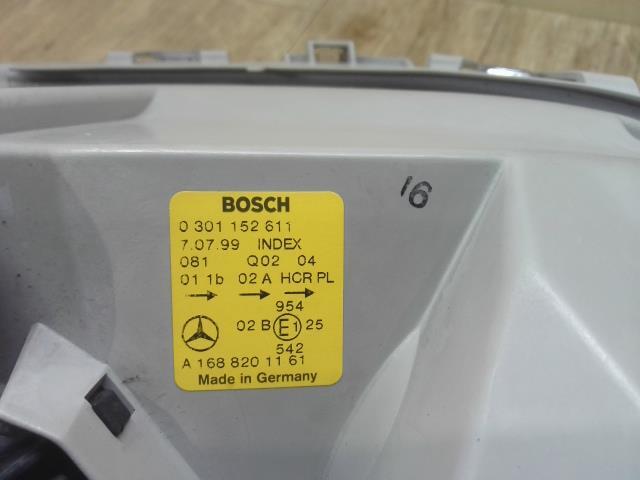 16
BOSCH
0 301 152 611
7.07.99 INDEX
081 Q02 04
01 1b 02 A HCR PL
954
02 B E1 25
542
A 168 820 11 61
Made in Germany